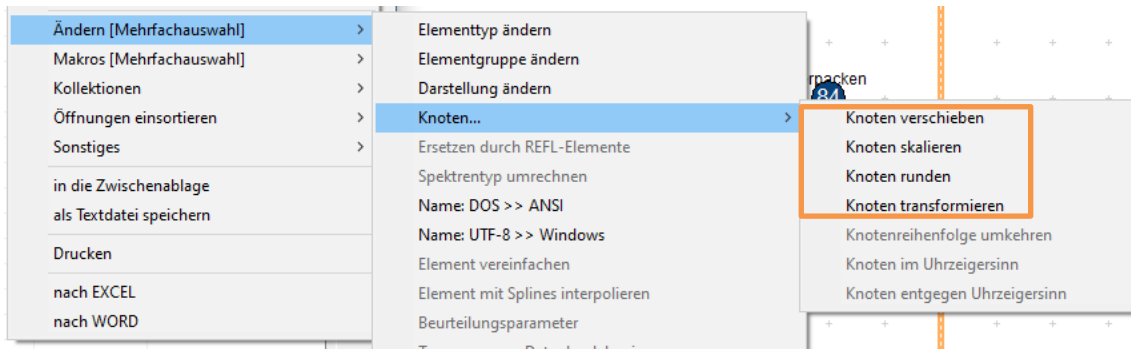 Ändern [Mehrfachauswahl]
Makros [Mehrfachauswahl]
Kollektionen
Öffnungen einsortieren
Sonstiges
in die Zwischenablage
als Textdatei speichern
Drucken
nach EXCEL
nach WORD
Elementtyp ändern
Elementgruppe ändern
Darstellung ändern
Knoten...
Ersetzen durch REFL-Elemente
Spektrentyp umrechnen
Name: DOS >> ANSI
Name: UTF-8 >> Windows
Element vereinfachen
Element mit Splines interpolieren
Beurteilungsparameter
rpacken
84
Knoten verschieben
Knoten skalieren
Knoten runden
Knoten transformieren
Knotenreihenfolge umkehren
Knoten im Uhrzeigersinn
Knoten entgegen Uhrzeigersinn